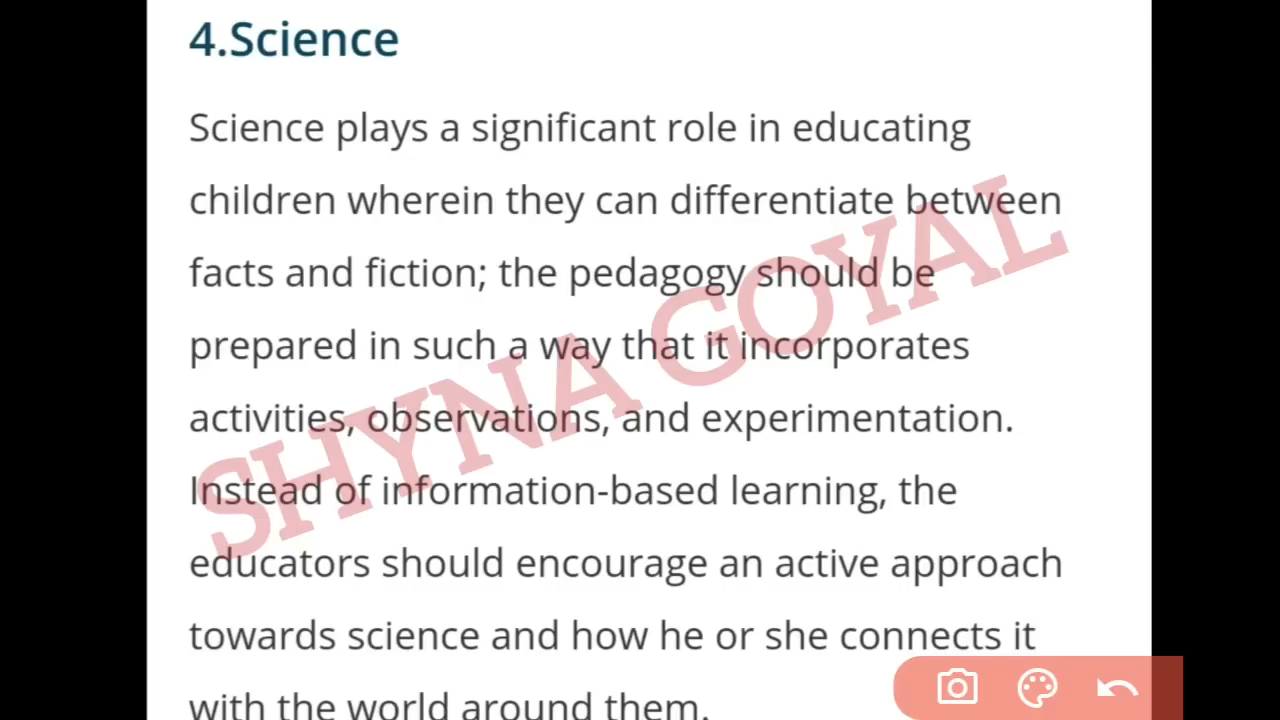 4.Science
Science plays a significant role in educating
children wherein they can differentiate between
facts and fiction; the pedagogy should be
prepared in such a way that it incorporates
activities, observations, and experimentation.
Instead of information-based learning, the
educators should encourage an active approach
towards science and how he or she connects it
with the world around them.
SHYNA GOYAL